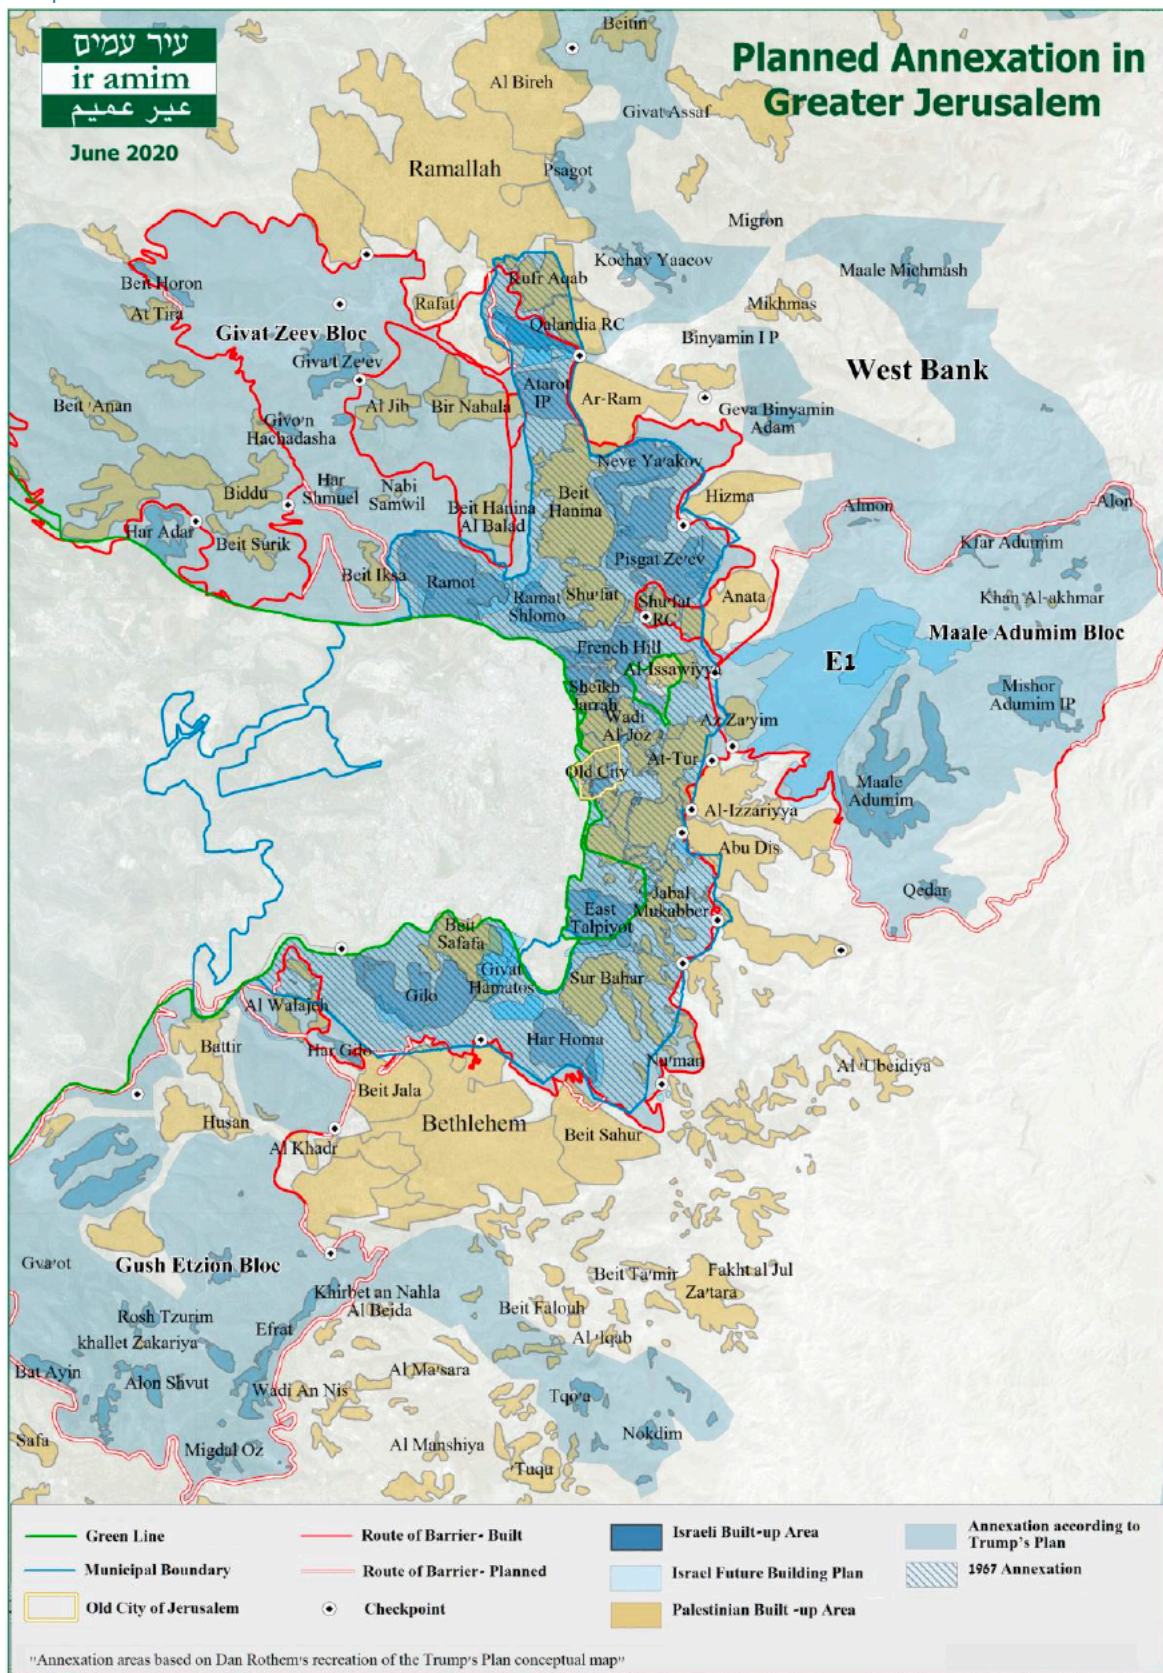 עיר עמים
ir amim
عير عميم
June 2020
Planned Annexation in
Greater Jerusalem
Beitin
Al Bireh
Givat Assaf
Ramallah
Psagot
Migron
Kochav Yaacov
Maale Michmash
Rufr Aqab
Beit Horon
At Tira
Rafat
Mikhmas
Givat Zeev Bloc
Qalandia RC
Binyamin I P
Giva't Ze'ev
West Bank
Atarot
IP
Ar-Ram
Beit 'Anan
Al Jib
Bir Nabala
Geva Binyamin
Adam
Givo'n
Hachadasha
Neve Ya'akov
Har
Shmuel
Nabi
Samwil
Biddu
Beit
Hanina
Hizma
Beit Hanina
Al Balad
Almon
Alon
Har Adar
Beit Surik
Kfar Adumim
Pisgat Ze'ev
Beit Iksa
Ramot
Ramat
Shlomo
Shu'fat
Shu'fat
RC
Anata
Khan Al-akhmar
Maale Adumim Bloc
French Hill
E1
Al-Issawiyya
Sheikh
Jarrah
Mishor
Adumim IP
Wadi
Al-Joz
Az Za'yim
At-Tur
Old City
Maale
Adumim
Al-Izzariyya
Abu Dis
Jabal
Mukabber
Qedar
East
Talpiyot
Beit
Safafa
Givat
Hamatos
Sur Bahar
Gilo
Al Walajeh
Har Homa
Battir
Har Gilo
Nu'man
Al 'Ubeidiya
Beit Jala
Bethlehem
Husan
Beit Sahur
Al Khadr
Gva'ot
Gush Etzion Bloc
Beit Ta'mir
Fakht al Jul
Za'tara
Khirbet an Nahla
Al Beida
Beit Falouh
Rosh Tzurim
Efrat
khallet Zakariya
Al 'Iqab
Bat Ayin
Alon Shvut
Al Ma'sara
Wadi An Nis
Tqo'a
Safa
Migdal Oz
Al Manshiya
Nokdim
'Tuqu
Green Line
Route of Barrier- Built
Israeli Built-up Area
Annexation according to
Trump's Plan
Municipal Boundary
Route of Barrier- Planned
Israel Future Building Plan
1967 Annexation
Old City of Jerusalem
Checkpoint
Palestinian Built -up Area
"Annexation areas based on Dan Rothem's recreation of the Trump's Plan conceptual map"